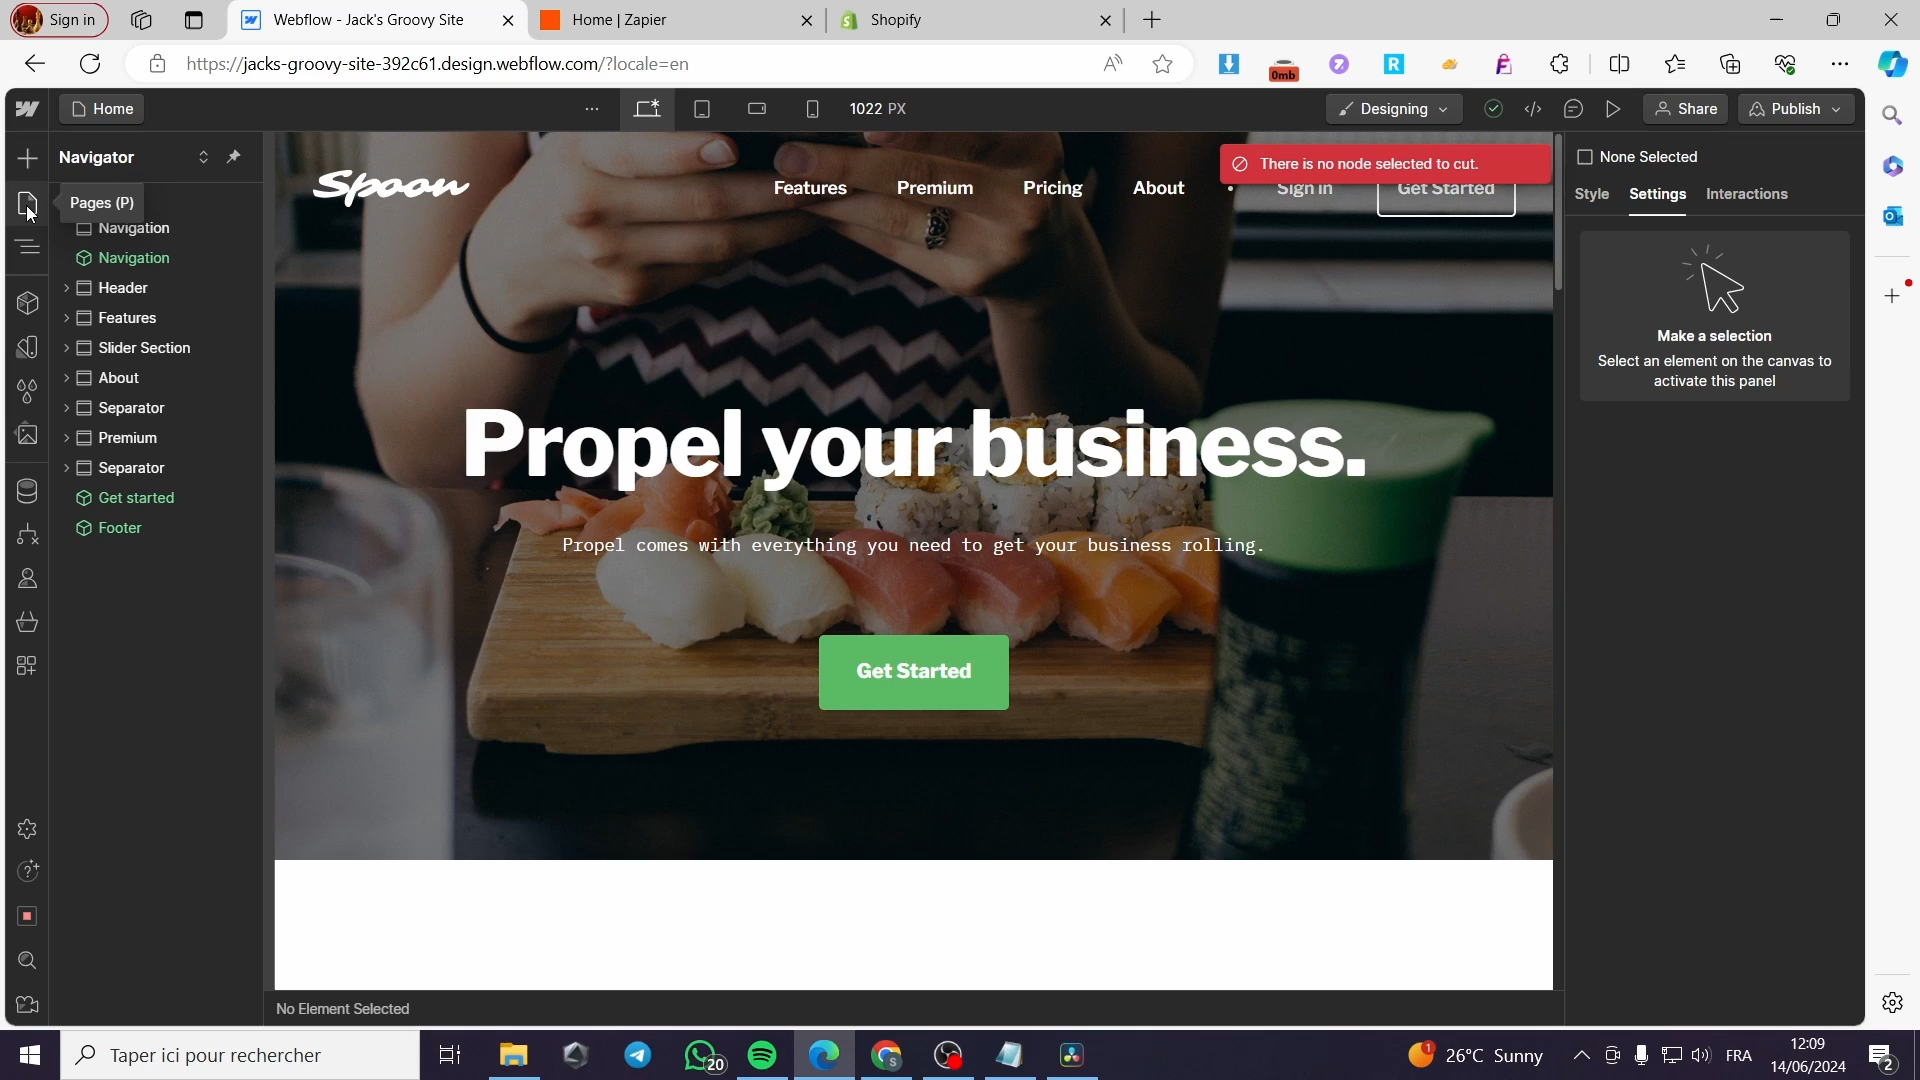 Sign in
Webflow - Jack's Groovy Site
Home | Zapier
Shopify
https://jacks-groovy-site-392c61.design.webflow.com/?locale=en
0mb
Home
1022 PX
Designing
Share
Publish
Navigator
Pages (P)
Navigation
Navigation
Header
Features
Slider Section
About
Separator
Premium
Separator
Get started
Footer
Spoon
Features
Premium
Pricing
About
Sign in
Get Started
There is no node selected to cut.
Propel your business.
Propel comes with everything you need to get your business rolling.
Get Started
None Selected
Style
Settings
Interactions
Make a selection
Select an element on the canvas to
activate this panel
No Element Selected
Taper ici pour rechercher
20
1
26°C Sunny
FRA
12:09
14/06/2024
2